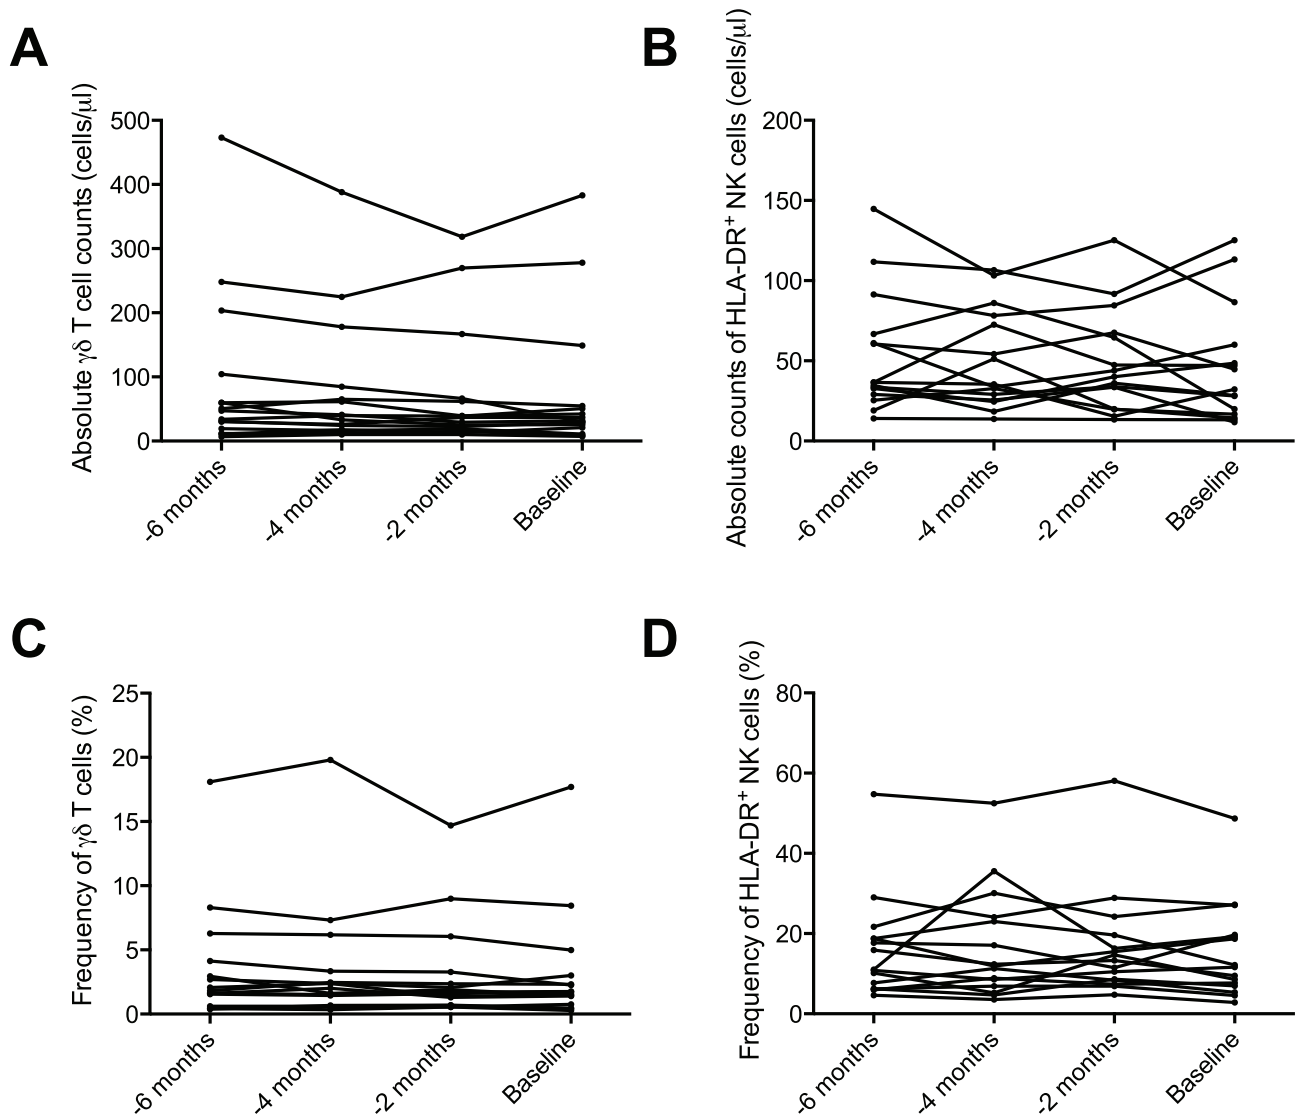 A
Absolute γδ T cell counts (cells/μl)
500
400
300
200
100
0
-6 months
-4 months
-2 months
Baseline
B
Absolute counts of HLA-DR⁺ NK cells (cells/μl)
200
150
100
50
0
-6 months
-4 months
-2 months
Baseline
C
Frequency of γδ T cells (%)
25
20
15
10
5
0
-6 months
-4 months
-2 months
Baseline
D
Frequency of HLA-DR⁺ NK cells (%)
80
60
40
20
0
-6 months
-4 months
-2 months
Baseline